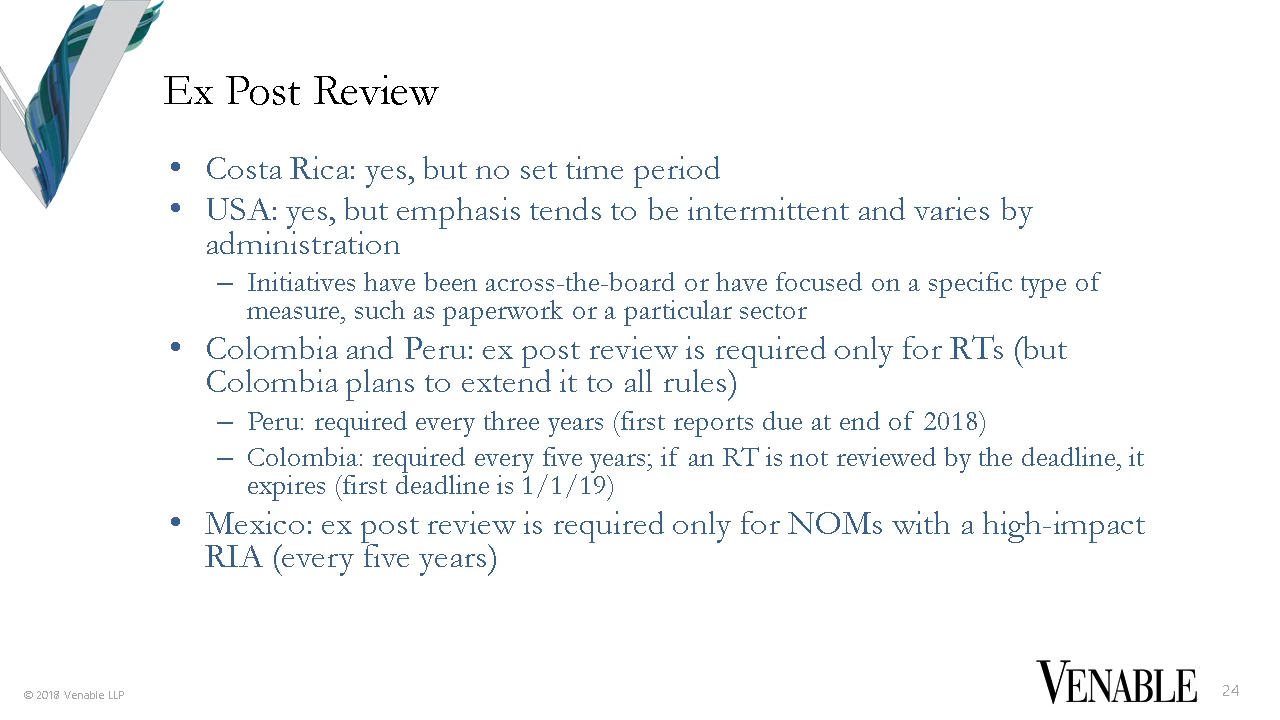 Ex Post Review
• Costa Rica: yes, but no set time period
• USA: yes, but emphasis tends to be intermittent and varies by
administration
– Initiatives have been across-the-board or have focused on a specific type of
measure, such as paperwork or a particular sector
• Colombia and Peru: ex post review is required only for RTs (but
Colombia plans to extend it to all rules)
– Peru: required every three years (first reports due at end of 2018)
– Colombia: required every five years; if an RT is not reviewed by the deadline, it
expires (first deadline is 1/1/19)
• Mexico: ex post review is required only for NOMs with a high-impact
RIA (every five years)
© 2018 Venable LLP
VENABLE
24